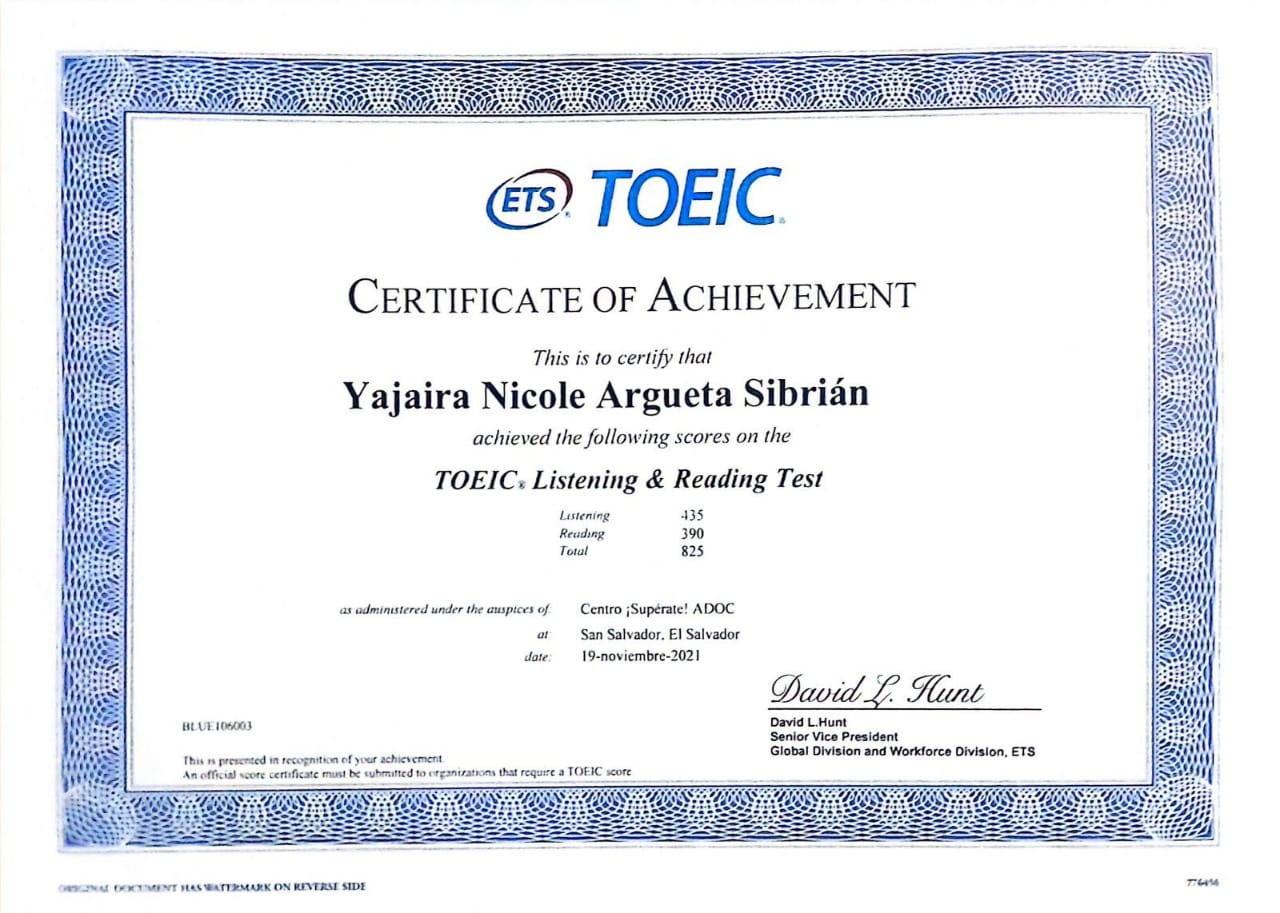 ETS® TOEIC®
CERTIFICATE OF ACHIEVEMENT
This is to certify that
Yajaira Nicole Argueta Sibrián
achieved the following scores on the
TOEIC® Listening & Reading Test
Listening 435
Reading 390
Total 825
as administered under the auspices of: Centro ¡Supérate! ADOC
at: San Salvador, El Salvador
date: 19-noviembre-2021
David L. Hunt
David L.Hunt
Senior Vice President
Global Division and Workforce Division, ETS
BLUE106003
This is presented in recognition of your achievement.
An official score certificate must be submitted to organizations that require a TOEIC score
ORIGINAL DOCUMENT HAS WATERMARK ON REVERSE SIDE